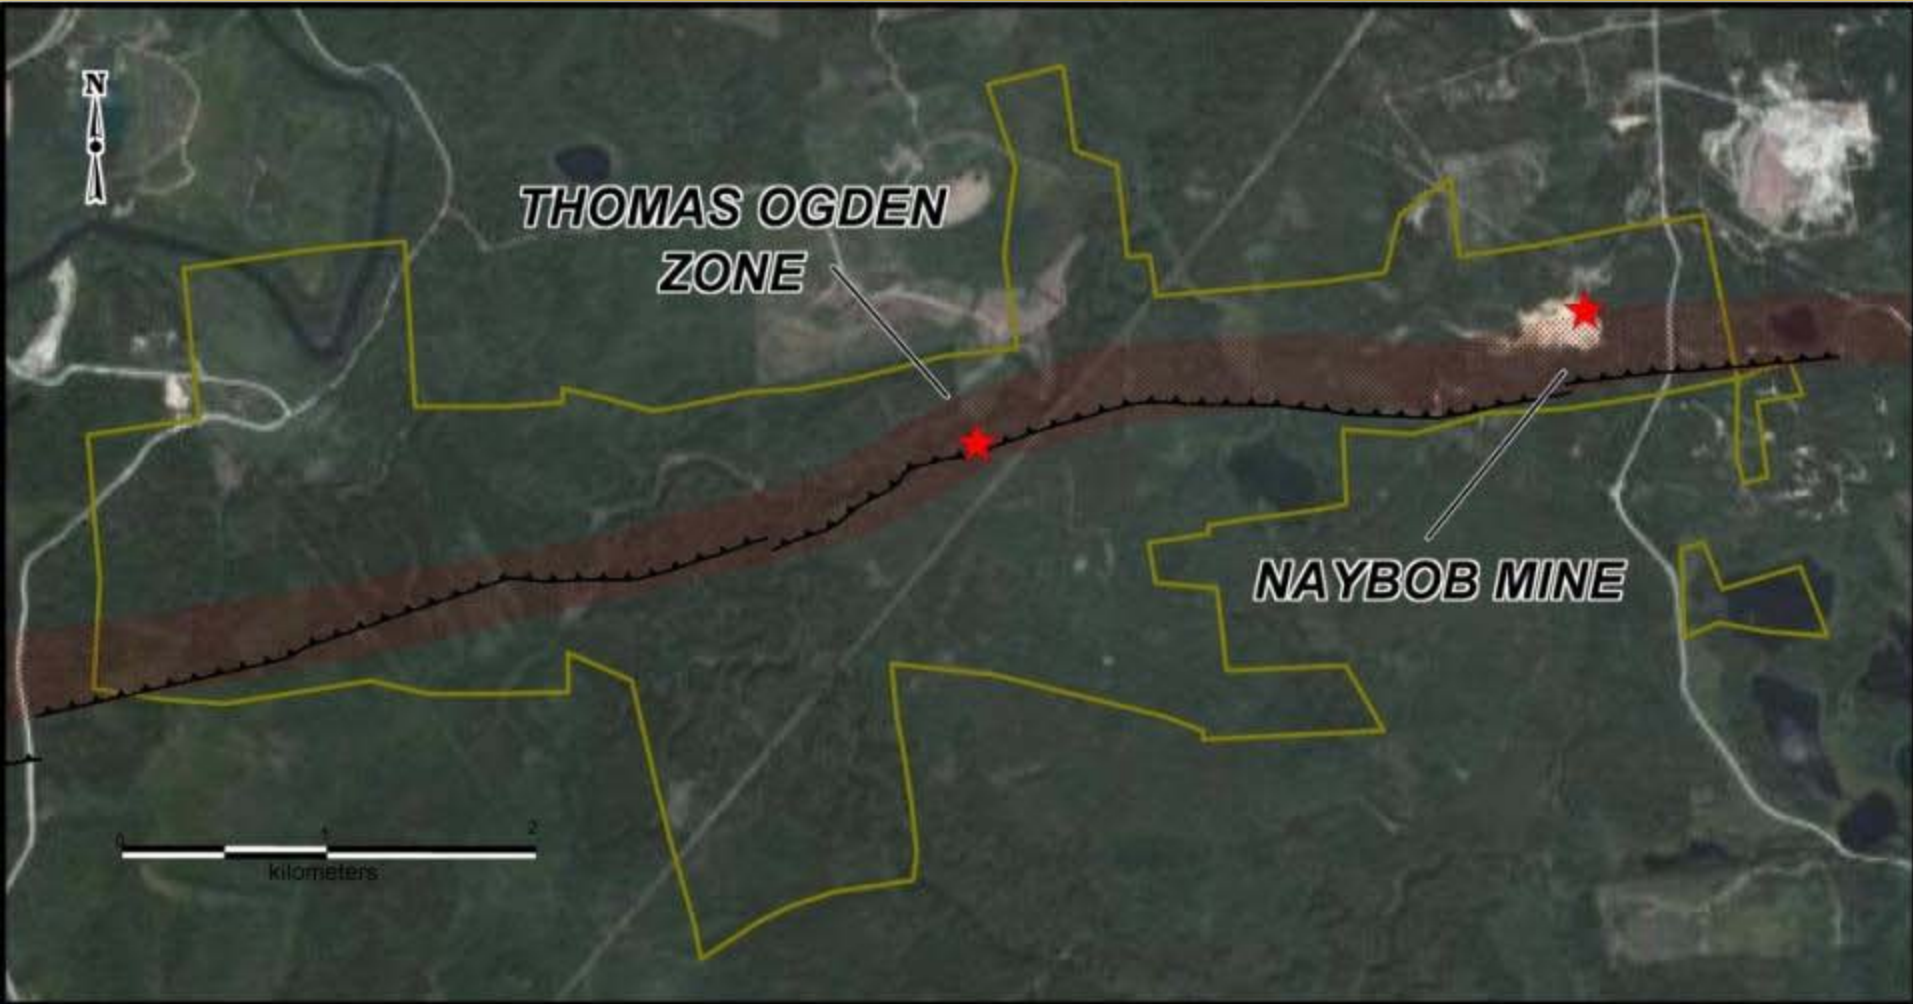 N
THOMAS OGDEN
ZONE
NAYBOB MINE
0 1 2
kilometers